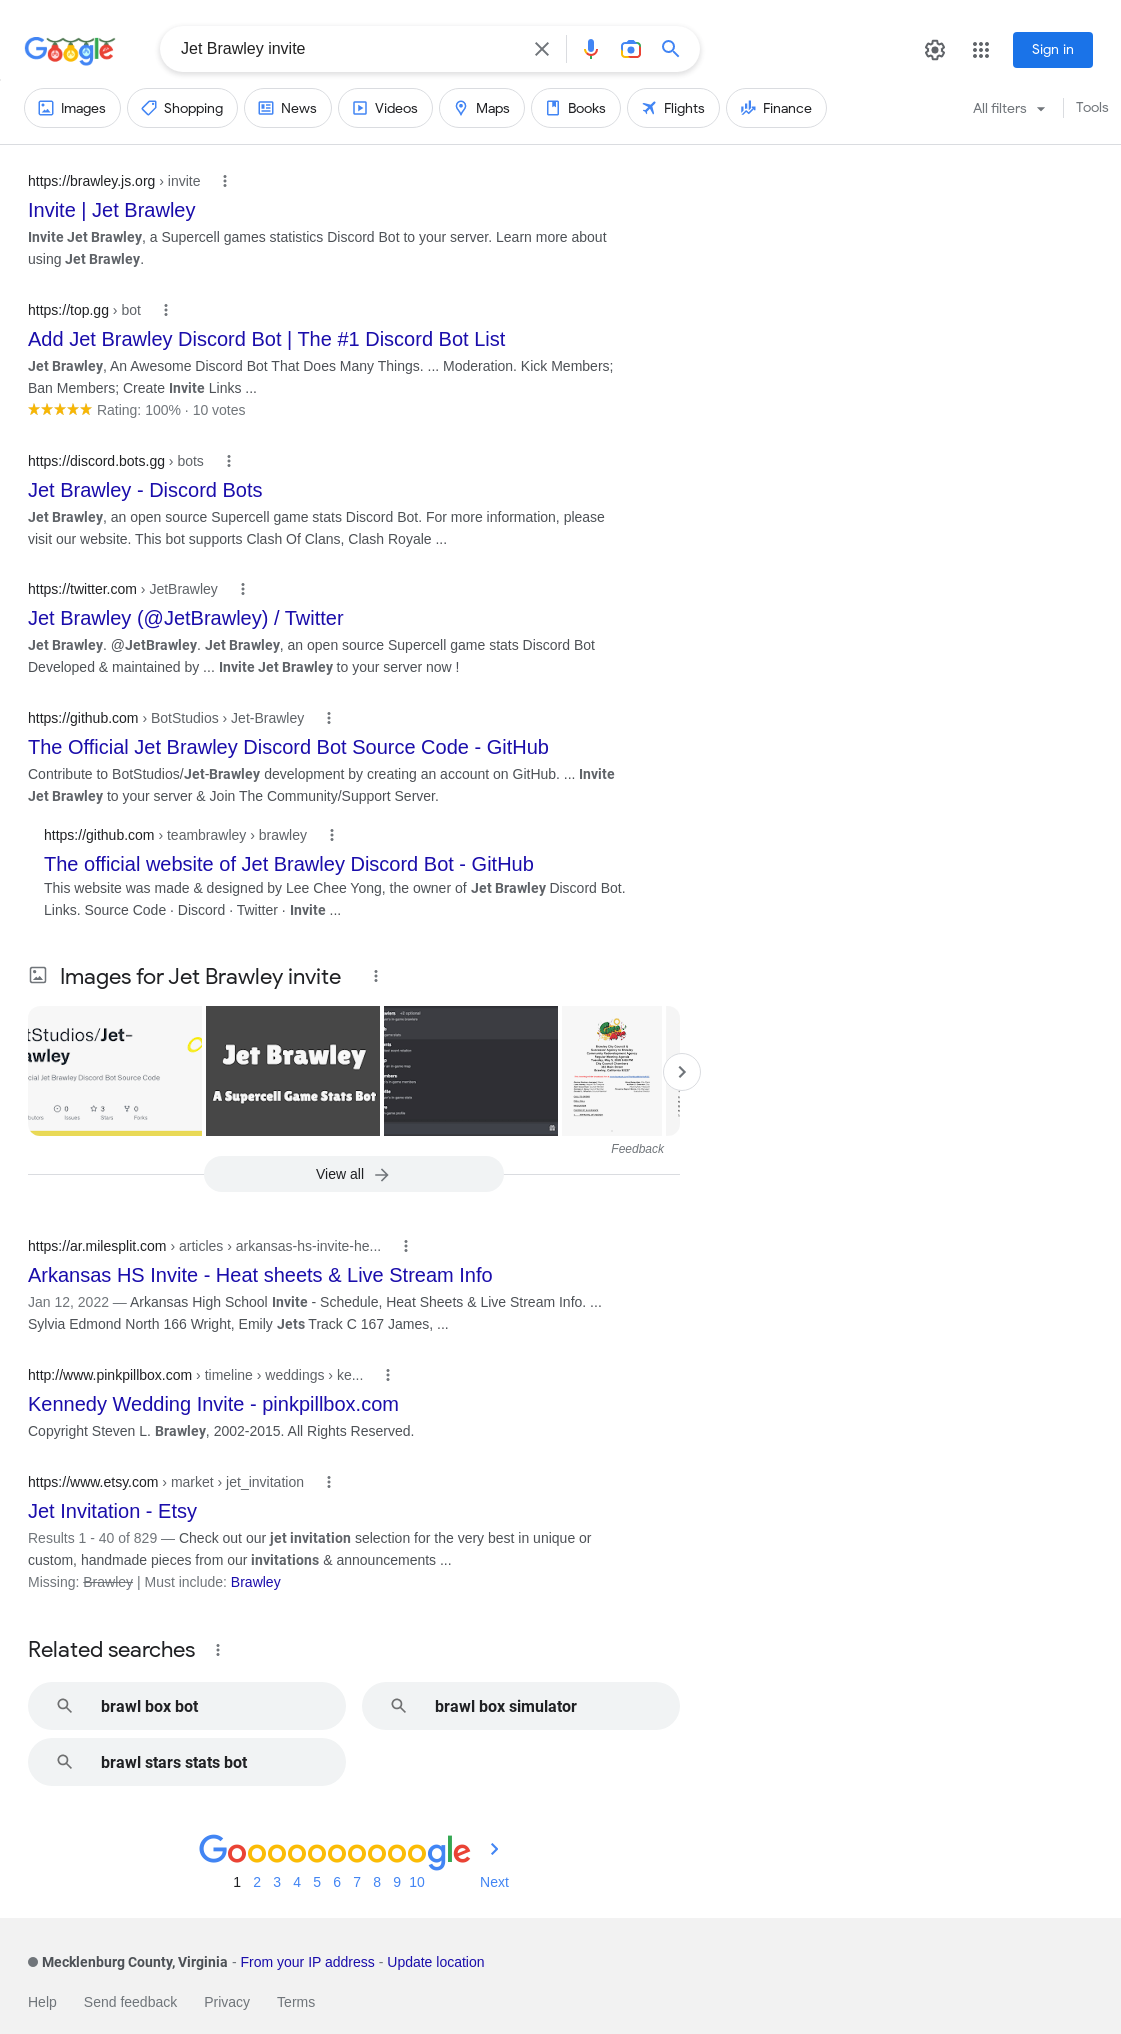 Google
Jet Brawley invite
Sign in
Images
Shopping
News
Videos
Maps
Books
Flights
Finance
All filters
Tools
https://brawley.js.org › invite
Invite | Jet Brawley
Invite Jet Brawley, a Supercell games statistics Discord Bot to your server. Learn more about
using Jet Brawley.
https://top.gg › bot
Add Jet Brawley Discord Bot | The #1 Discord Bot List
Jet Brawley, An Awesome Discord Bot That Does Many Things. ... Moderation. Kick Members;
Ban Members; Create Invite Links ...
Rating: 100% · 10 votes
https://discord.bots.gg › bots
Jet Brawley - Discord Bots
Jet Brawley, an open source Supercell game stats Discord Bot. For more information, please
visit our website. This bot supports Clash Of Clans, Clash Royale ...
https://twitter.com › JetBrawley
Jet Brawley (@JetBrawley) / Twitter
Jet Brawley. @JetBrawley. Jet Brawley, an open source Supercell game stats Discord Bot
Developed & maintained by ... Invite Jet Brawley to your server now !
https://github.com › BotStudios › Jet-Brawley
The Official Jet Brawley Discord Bot Source Code - GitHub
Contribute to BotStudios/Jet-Brawley development by creating an account on GitHub. ... Invite
Jet Brawley to your server & Join The Community/Support Server.
https://github.com › teambrawley › brawley
The official website of Jet Brawley Discord Bot - GitHub
This website was made & designed by Lee Chee Yong, the owner of Jet Brawley Discord Bot.
Links. Source Code · Discord · Twitter · Invite ...
Images for Jet Brawley invite
tStudios/Jet-
awley
cial Jet Brawley Discord Bot Source Code
0 3 0
butors Issues Stars Forks
Jet Brawley
A Supercell Game Stats Bot
Feedback
View all
https://ar.milesplit.com › articles › arkansas-hs-invite-he...
Arkansas HS Invite - Heat sheets & Live Stream Info
Jan 12, 2022 — Arkansas High School Invite - Schedule, Heat Sheets & Live Stream Info. ...
Sylvia Edmond North 166 Wright, Emily Jets Track C 167 James, ...
http://www.pinkpillbox.com › timeline › weddings › ke...
Kennedy Wedding Invite - pinkpillbox.com
Copyright Steven L. Brawley, 2002-2015. All Rights Reserved.
https://www.etsy.com › market › jet_invitation
Jet Invitation - Etsy
Results 1 - 40 of 829 — Check out our jet invitation selection for the very best in unique or
custom, handmade pieces from our invitations & announcements ...
Missing: Brawley | Must include: Brawley
Related searches
brawl box bot
brawl box simulator
brawl stars stats bot
Goooooooooogle
1 2 3 4 5 6 7 8 9 10 Next
Mecklenburg County, Virginia - From your IP address - Update location
Help Send feedback Privacy Terms